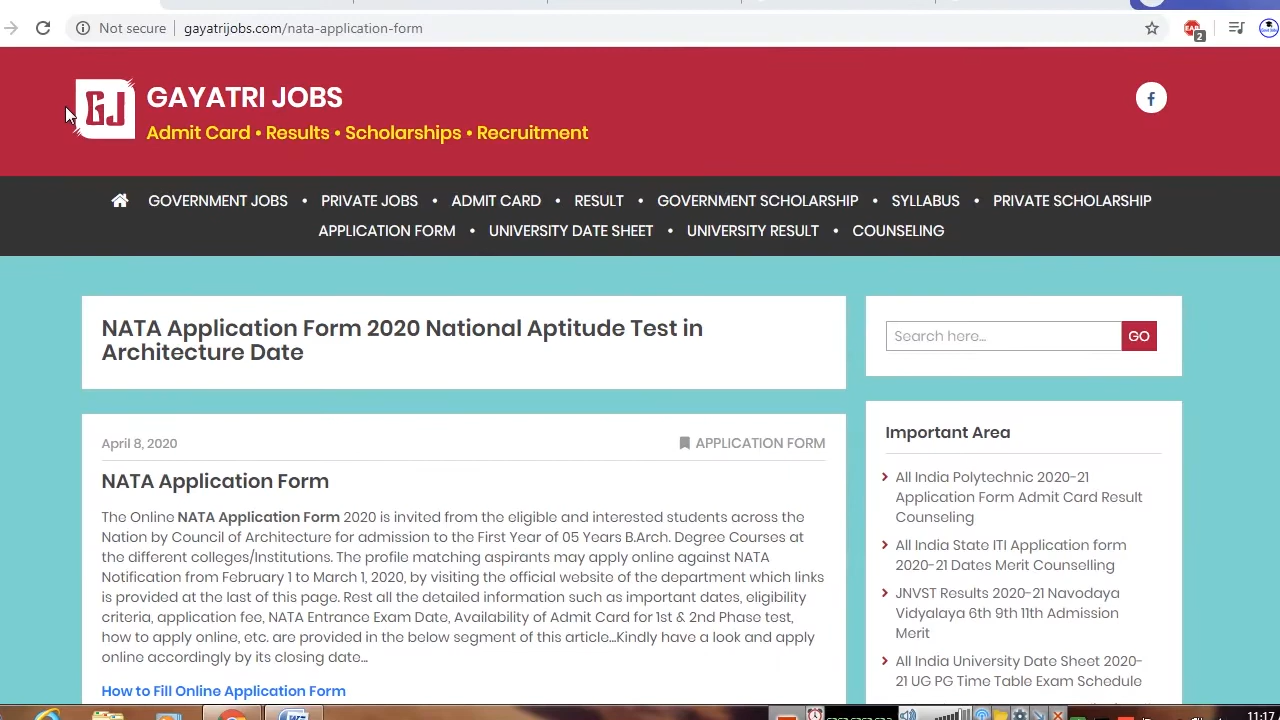 Not secure | gayatrijobs.com/nata-application-form
2
GJ
GAYATRI JOBS
Admit Card • Results • Scholarships • Recruitment
GOVERNMENT JOBS • PRIVATE JOBS • ADMIT CARD • RESULT • GOVERNMENT SCHOLARSHIP • SYLLABUS • PRIVATE SCHOLARSHIP
APPLICATION FORM • UNIVERSITY DATE SHEET • UNIVERSITY RESULT • COUNSELING
NATA Application Form 2020 National Aptitude Test in
Architecture Date
April 8, 2020
APPLICATION FORM
NATA Application Form
The Online NATA Application Form 2020 is invited from the eligible and interested students across the
Nation by Council of Architecture for admission to the First Year of 05 Years B.Arch. Degree Courses at
the different colleges/Institutions. The profile matching aspirants may apply online against NATA
Notification from February 1 to March 1, 2020, by visiting the official website of the department which links
is provided at the last of this page. Rest all the detailed information such as important dates, eligibility
criteria, application fee, NATA Entrance Exam Date, Availability of Admit Card for 1st & 2nd Phase test,
how to apply online, etc. are provided in the below segment of this article...Kindly have a look and apply
online accordingly by its closing date...
How to Fill Online Application Form
Search here...
GO
Important Area
All India Polytechnic 2020-21
Application Form Admit Card Result
Counseling
All India State ITI Application form
2020-21 Dates Merit Counselling
JNVST Results 2020-21 Navodaya
Vidyalaya 6th 9th 11th Admission
Merit
All India University Date Sheet 2020-
21 UG PG Time Table Exam Schedule
11:17